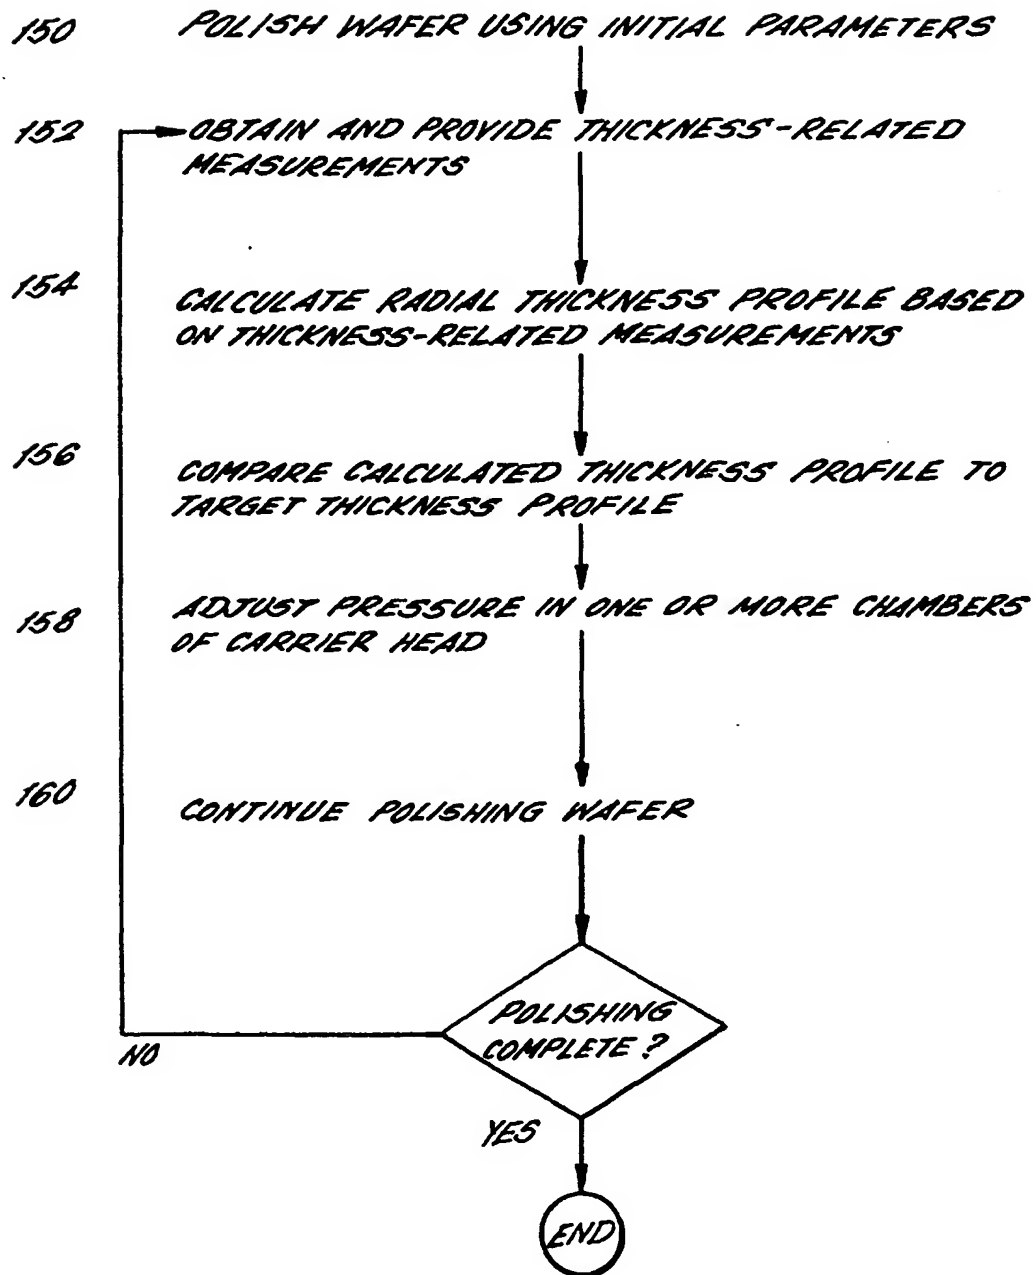 150 POLISH WAFER USING INITIAL PARAMETERS
152 OBTAIN AND PROVIDE THICKNESS-RELATED
MEASUREMENTS
154 CALCULATE RADIAL THICKNESS PROFILE BASED
ON THICKNESS-RELATED MEASUREMENTS
156 COMPARE CALCULATED THICKNESS PROFILE TO
TARGET THICKNESS PROFILE
158 ADJUST PRESSURE IN ONE OR MORE CHAMBERS
OF CARRIER HEAD
160 CONTINUE POLISHING WAFER
POLISHING
COMPLETE?
NO
YES
END